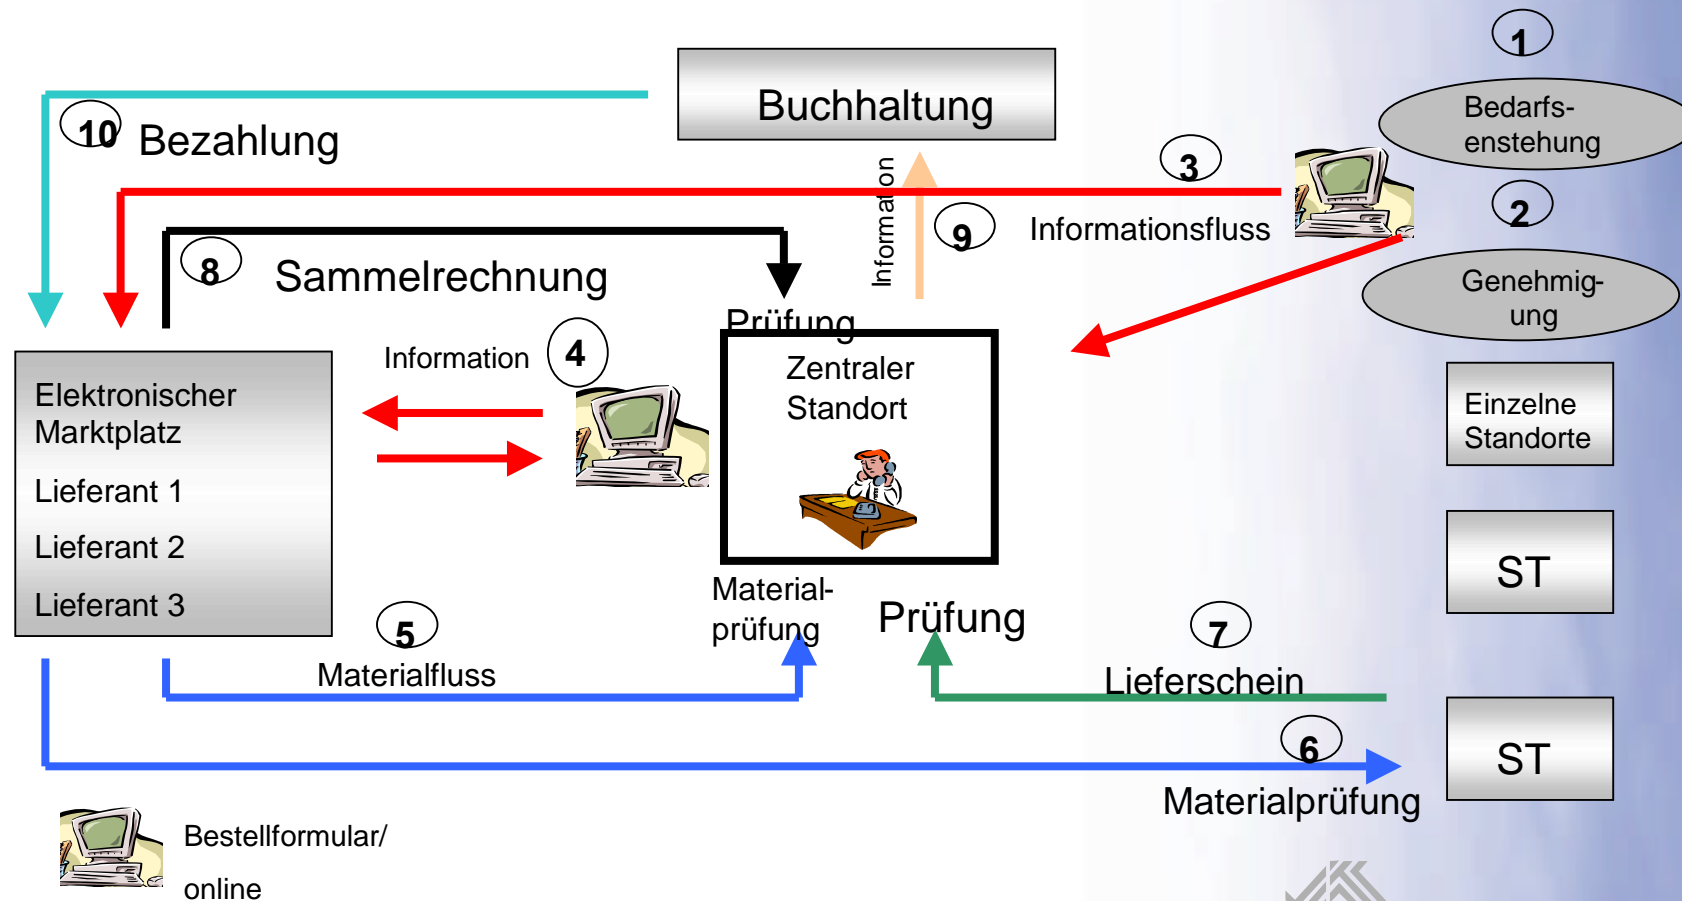 1
Buchhaltung
Bedarfs-
enstehung
10
Bezahlung
3
Information
2
9
Informationsfluss
8
Sammelrechnung
Genehmig-
ung
Prüfung
Information
4
Zentraler
Standort
Elektronischer
Marktplatz
Lieferant 1
Lieferant 2
Lieferant 3
Einzelne
Standorte
ST
Material-
prüfung
Prüfung
5
Materialfluss
7
Lieferschein
6
ST
Materialprüfung
Bestellformular/
online